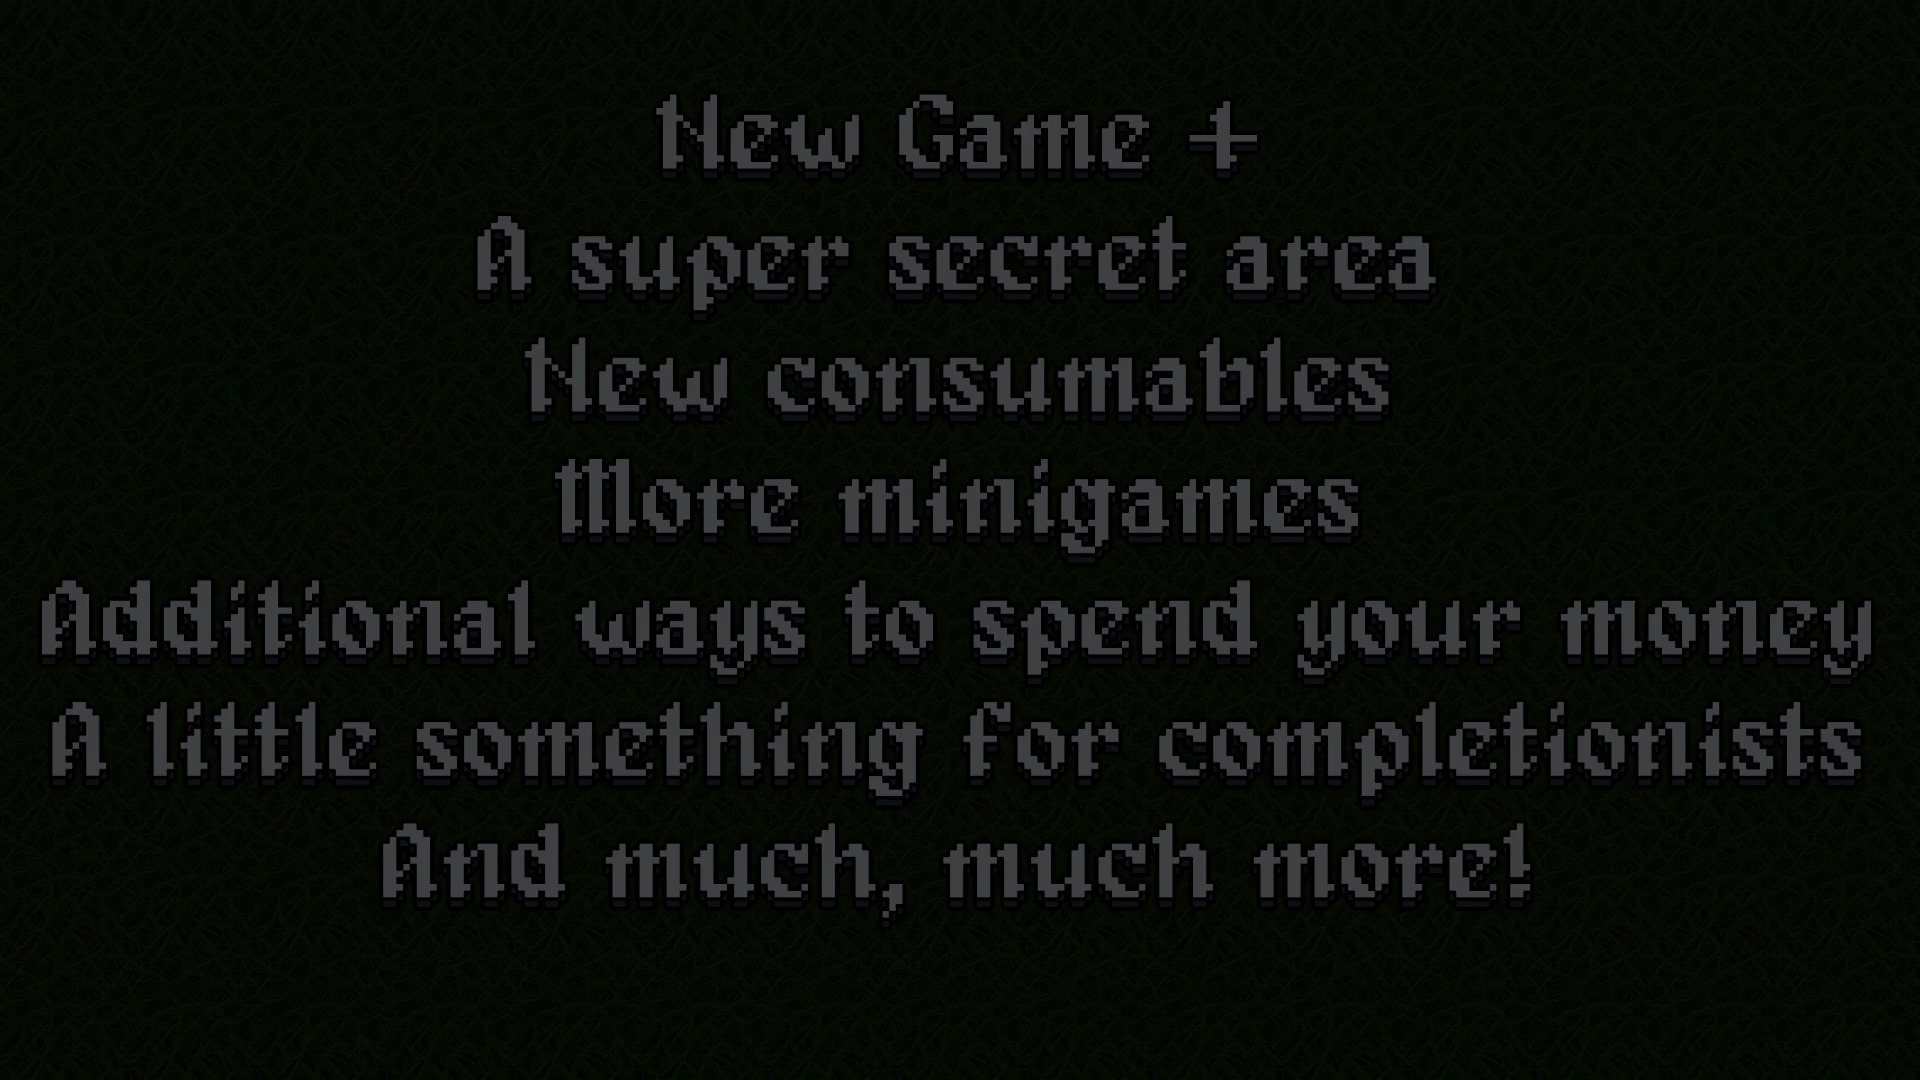 New Game +
A super secret area
New consumables
More minigames
Additional ways to spend your money
A little something for completionists
And much, much more!